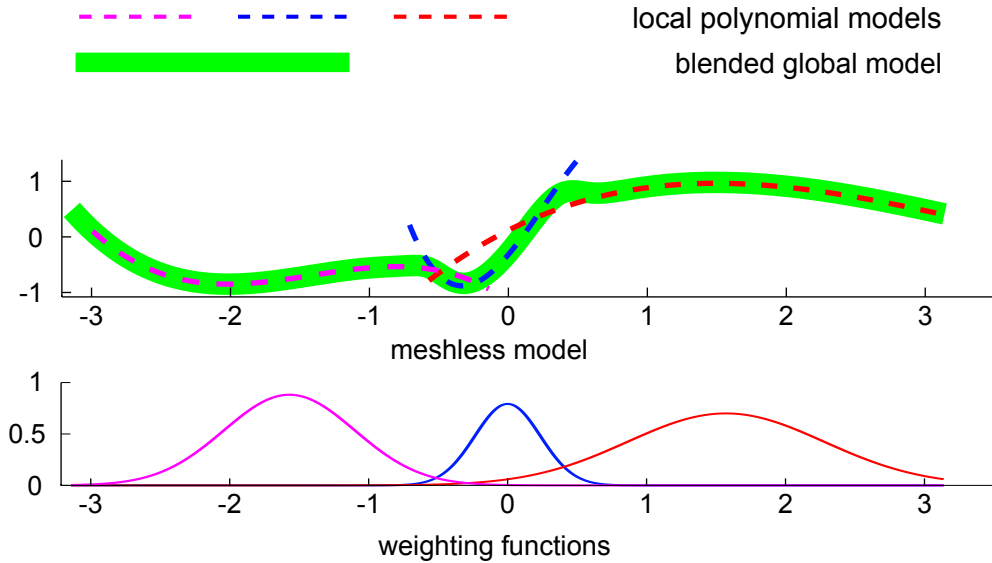 local polynomial models
blended global model
1
0
-1
-3 -2 -1 0 1 2 3
meshless model
1
0.5
0
-3 -2 -1 0 1 2 3
weighting functions